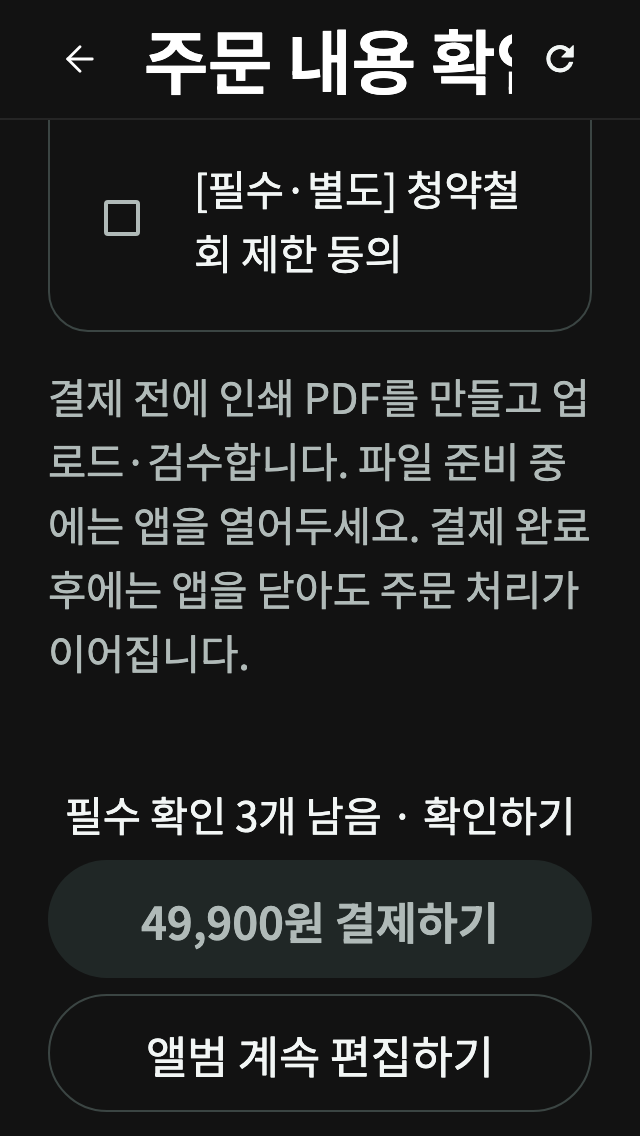 주문 내용 확
[필수·별도] 청약철
회 제한 동의
결제 전에 인쇄 PDF를 만들고 업
로드·검수합니다. 파일 준비 중
에는 앱을 열어두세요. 결제 완료
후에는 앱을 닫아도 주문 처리가
이어집니다.
필수 확인 3개 남음 · 확인하기
49,900원 결제하기
앨범 계속 편집하기